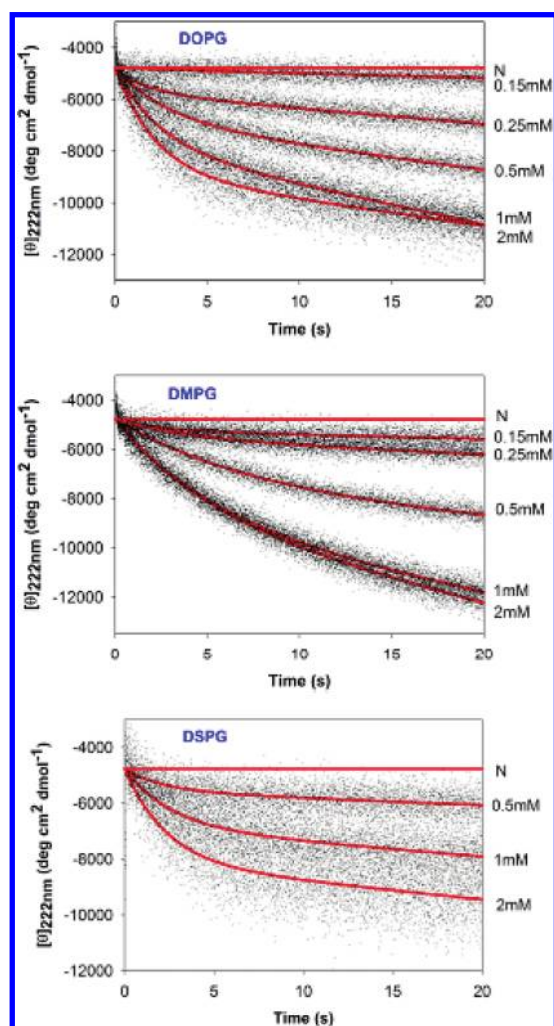 DOPG
-4000
-6000
-8000
-10000
-12000
[θ]222nm (deg cm² dmol⁻¹)
N
0.15mM
0.25mM
0.5mM
1mM
2mM
0 5 10 15 20
Time (s)
DMPG
-4000
-6000
-8000
-10000
-12000
[θ]222nm (deg cm² dmol⁻¹)
N
0.15mM
0.25mM
0.5mM
1mM
2mM
0 5 10 15 20
Time (s)
DSPG
-4000
-6000
-8000
-10000
-12000
[θ]222nm (deg cm² dmol⁻¹)
N
0.5mM
1mM
2mM
0 5 10 15 20
Time (s)